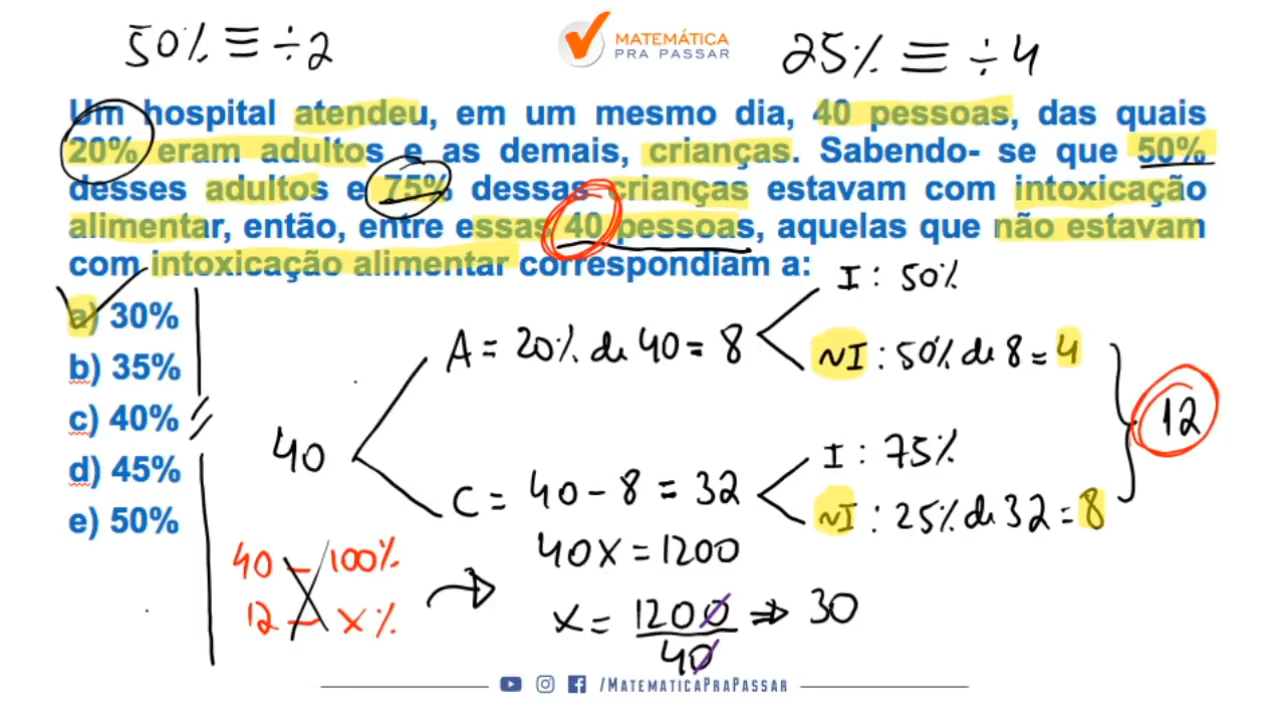 50% ≡ ÷2
MATEMÁTICA
PRA PASSAR
25% ≡ ÷4
Um hospital atendeu, em um mesmo dia, 40 pessoas, das quais
20% eram adultos e as demais, crianças. Sabendo- se que 50%
desses adultos e 75% dessas crianças estavam com intoxicação
alimentar, então, entre essas 40 pessoas, aquelas que não estavam
com intoxicação alimentar correspondiam a:
a) 30%
b) 35%
c) 40%
d) 45%
e) 50%
I : 50%
A = 20% de 40 = 8
NI : 50% de 8 = 4
12
40
I : 75%
C = 40 - 8 = 32
NI : 25% de 32 = 8
40 - 100%
12 - x%
40x = 1200
x = 1200/40 ⇒ 30
/MATEMATICAPRAPASSAR